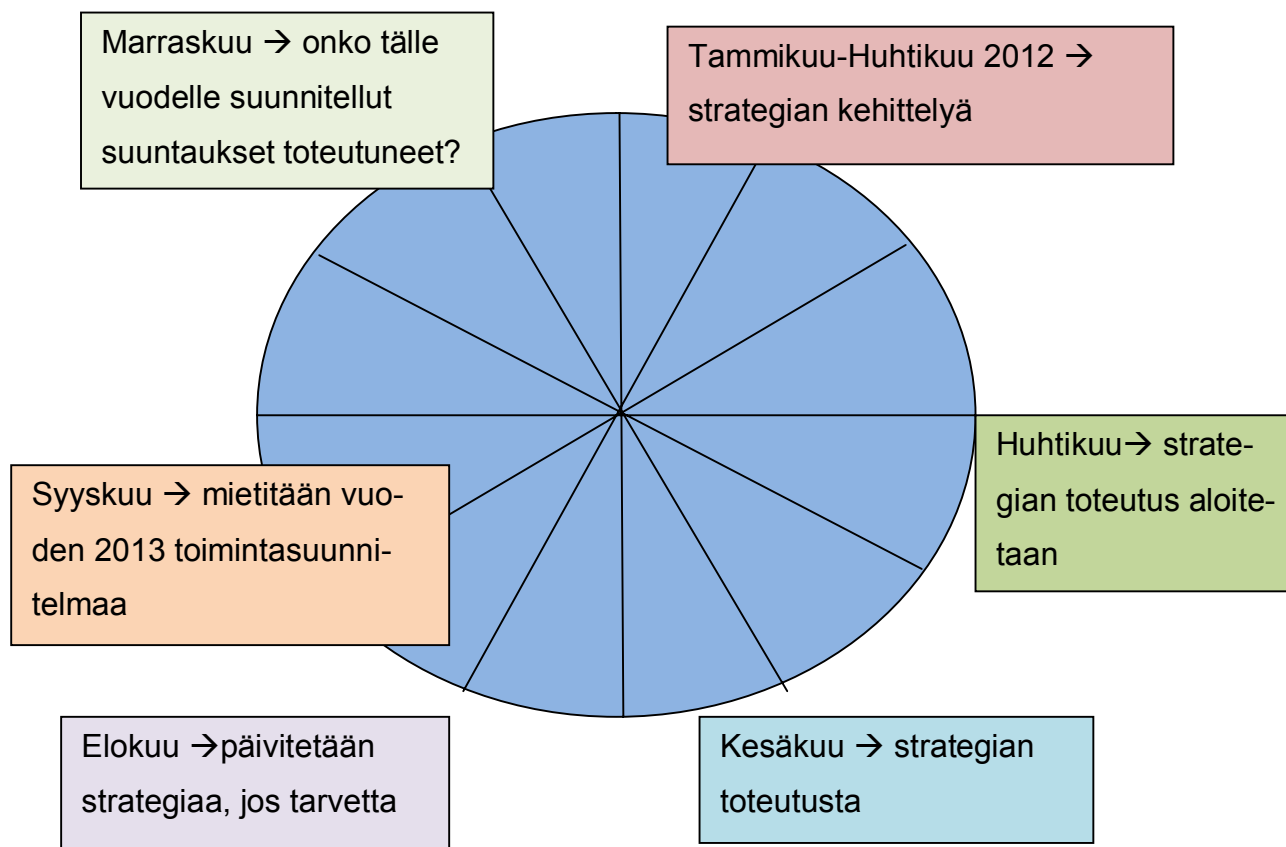 Marraskuu → onko tälle
vuodelle suunnitellut
suuntaukset toteutuneet?
Tammikuu-Huhtikuu 2012 →
strategian kehittelyä
Huhtikuu→ strate-
gian toteutus aloite-
taan
Syyskuu → mietitään vuo-
den 2013 toimintasuunni-
telmaa
Elokuu →päivitetään
strategiaa, jos tarvetta
Kesäkuu → strategian
toteutusta